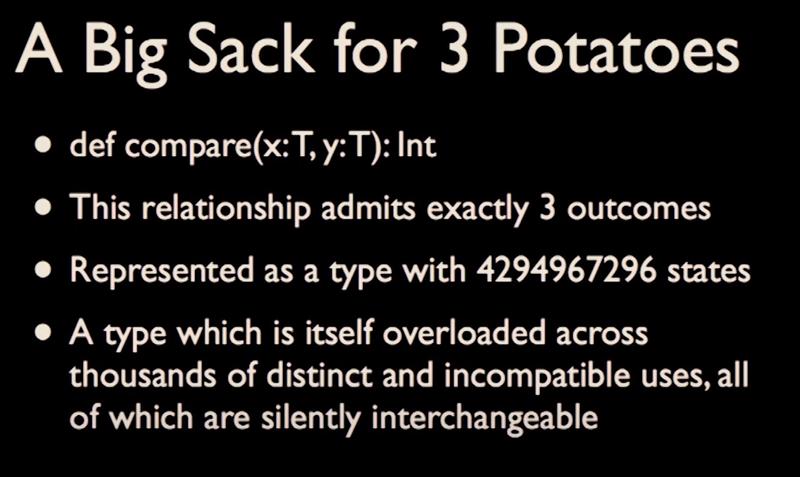 A Big Sack for 3 Potatoes
• def compare(x:T, y:T): Int
• This relationship admits exactly 3 outcomes
• Represented as a type with 4294967296 states
• A type which is itself overloaded across
thousands of distinct and incompatible uses, all
of which are silently interchangeable